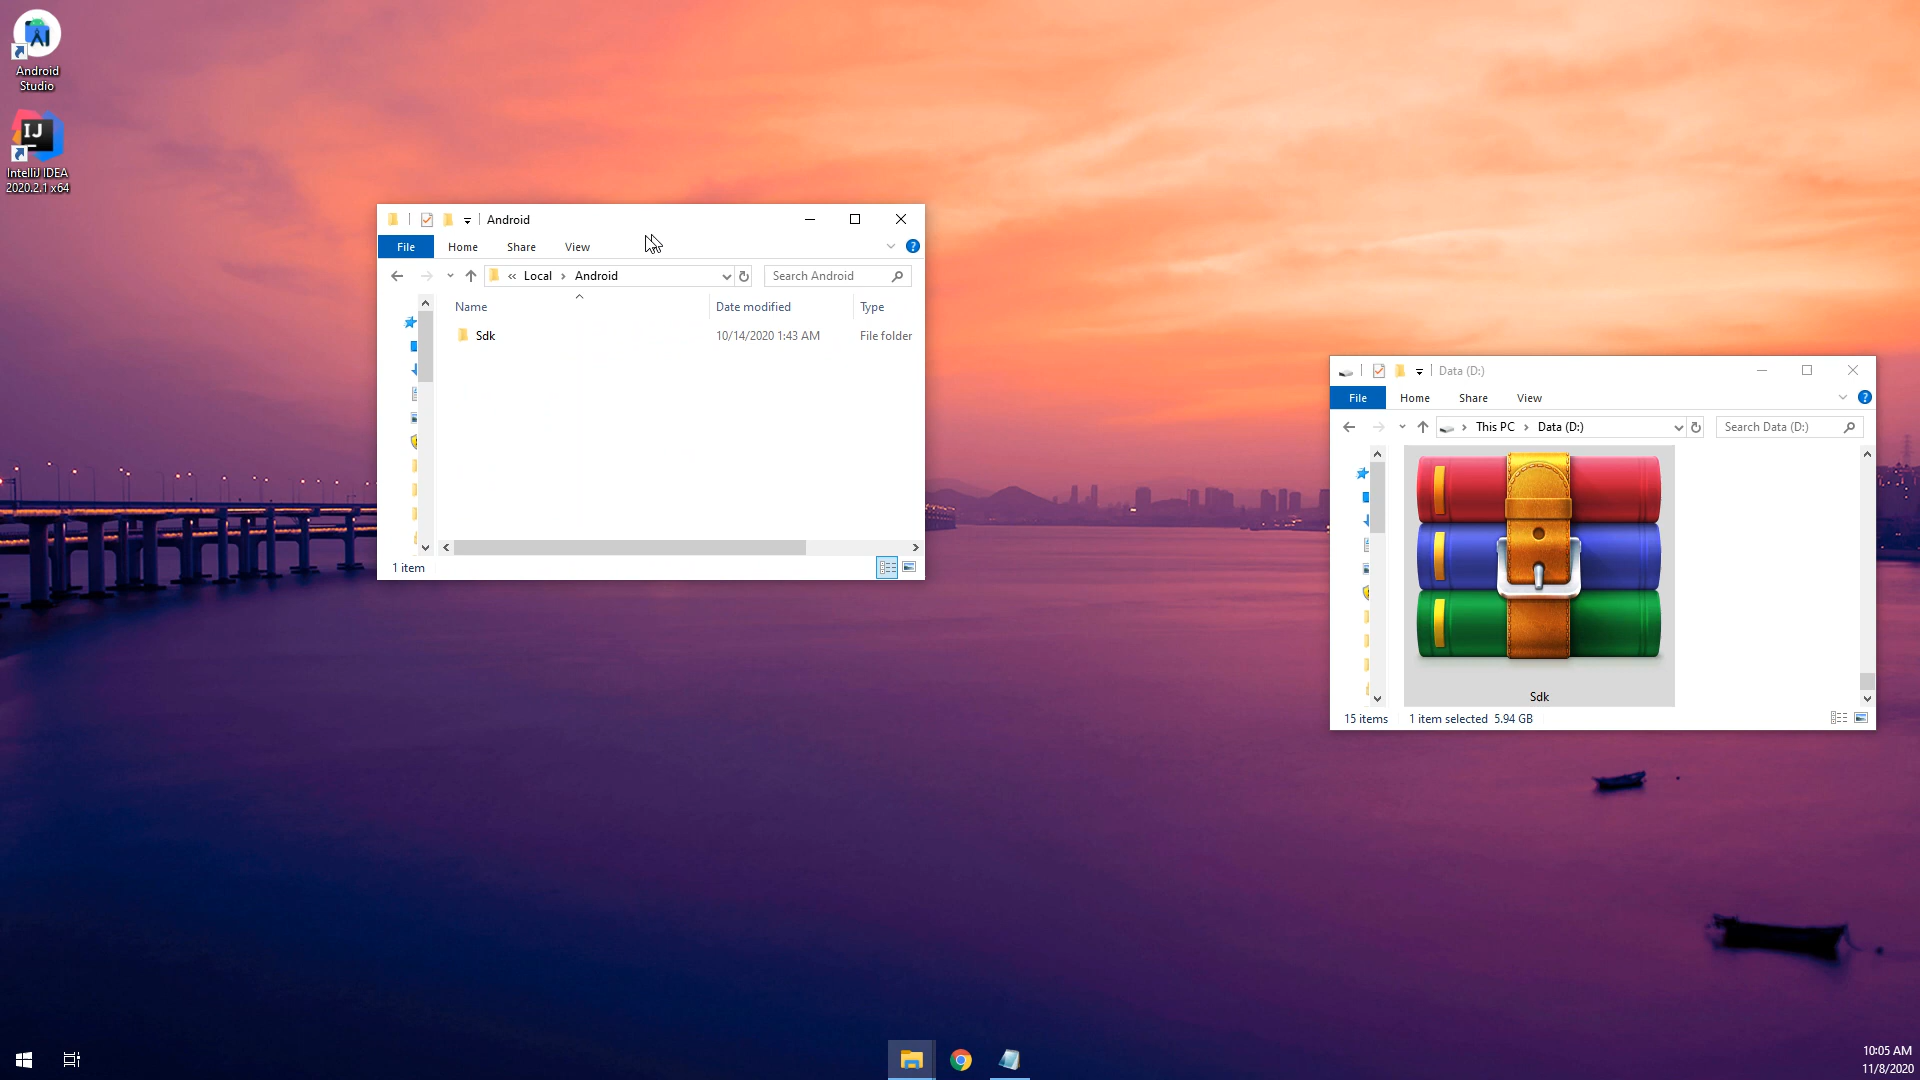 Android
Studio
IJ
IntelliJ IDEA
2020.2.1 x64
Android
File Home Share View
« Local > Android
Search Android
Name Date modified Type
Sdk 10/14/2020 1:43 AM File folder
1 item
Data (D:)
File Home Share View
> This PC > Data (D:)
Search Data (D:)
Sdk
15 items 1 item selected 5.94 GB
10:05 AM
11/8/2020